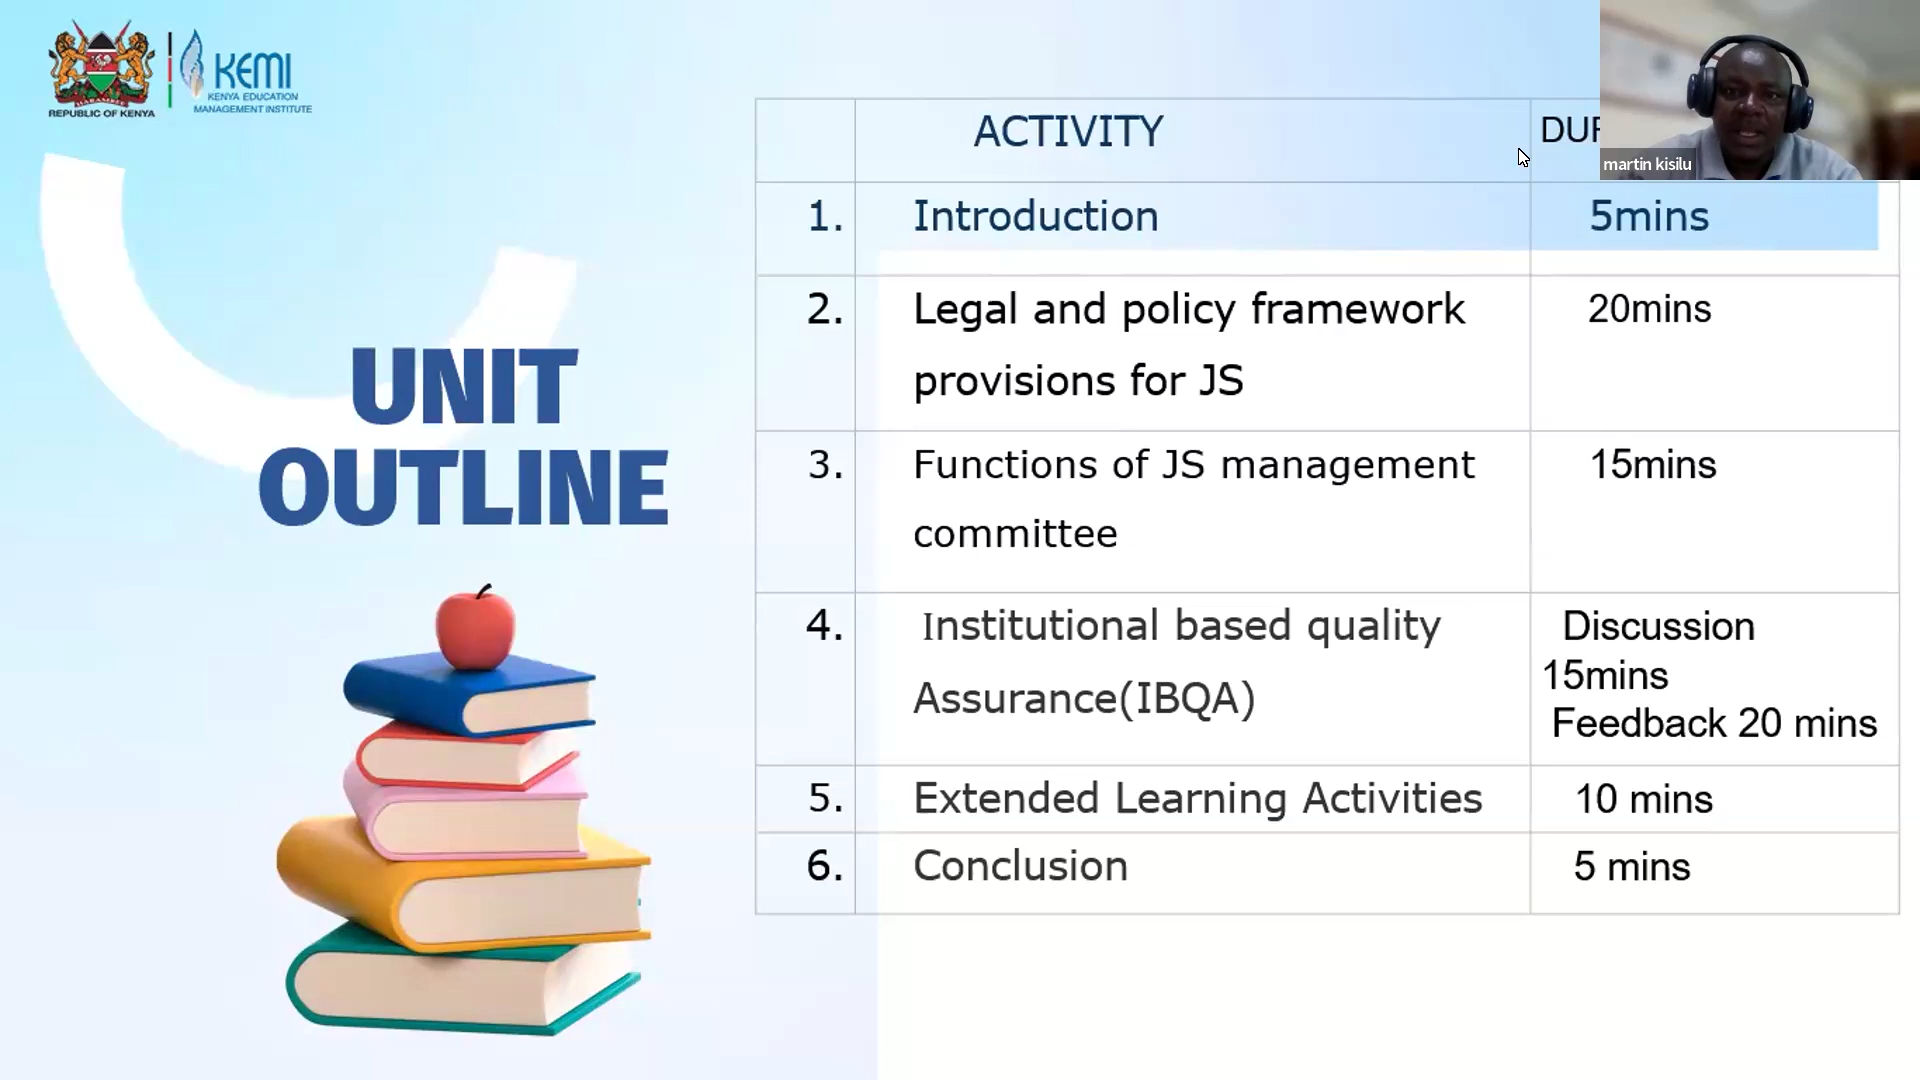 KEMI
KENYA EDUCATION
MANAGEMENT INSTITUTE
HARAMBEE
REPUBLIC OF KENYA
UNIT
OUTLINE
ACTIVITY
martin kisilu
1. Introduction 5mins
2. Legal and policy framework 20mins
provisions for JS
3. Functions of JS management 15mins
committee
4. Institutional based quality Discussion
15mins
Assurance(IBQA)
Feedback 20 mins
5. Extended Learning Activities 10 mins
6. Conclusion 5 mins